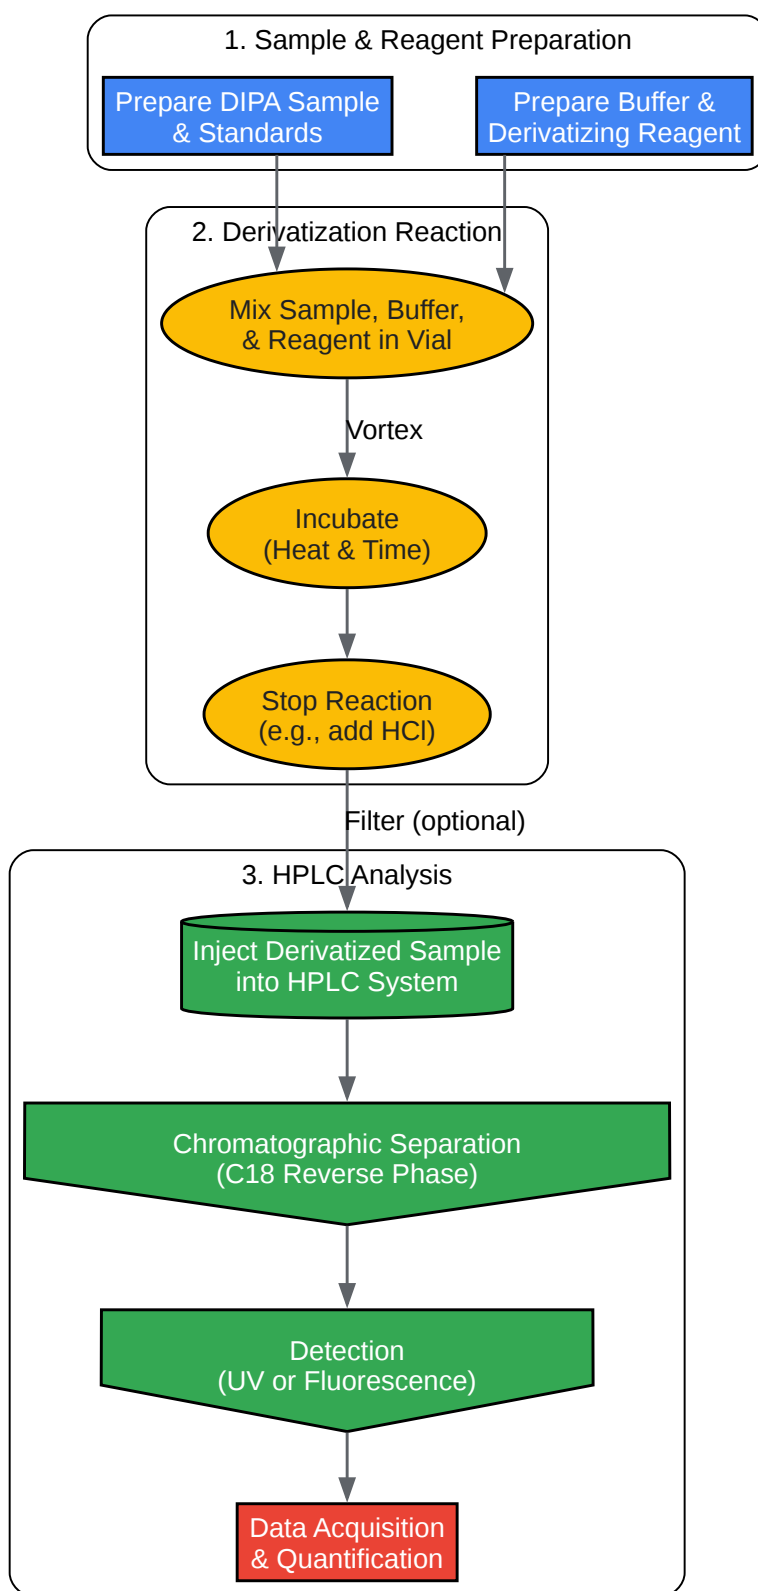 1. Sample & Reagent Preparation
Prepare DIPA Sample
& Standards
Prepare Buffer &
Derivatizing Reagent
2. Derivatization Reaction
Mix Sample, Buffer,
& Reagent in Vial
Vortex
Incubate
(Heat & Time)
Stop Reaction
(e.g., add HCl)
Filter (optional)
3. HPLC Analysis
Inject Derivatized Sample
into HPLC System
Chromatographic Separation
(C18 Reverse Phase)
Detection
(UV or Fluorescence)
Data Acquisition
& Quantification